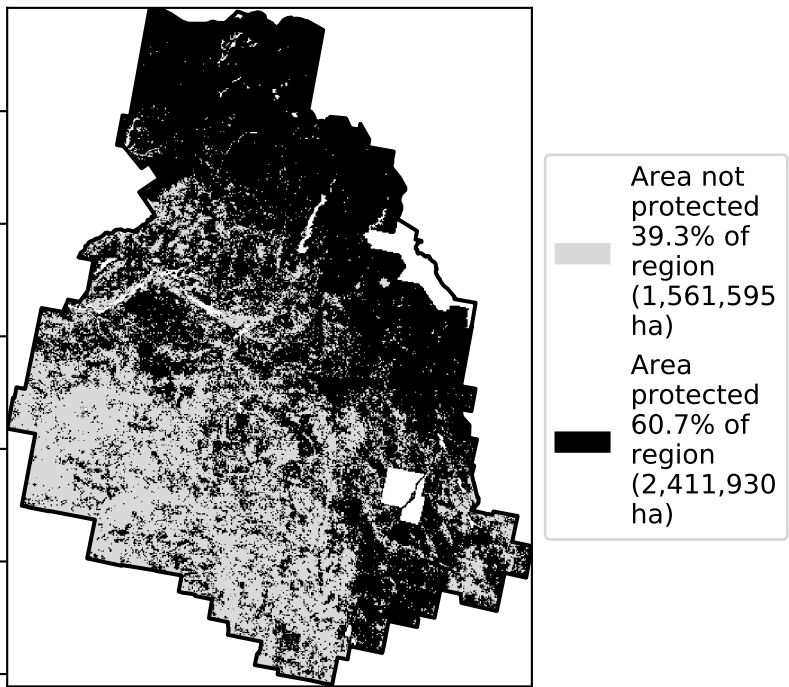 Area not
protected
39.3% of
region
(1,561,595
ha)
Area
protected
60.7% of
region
(2,411,930
ha)